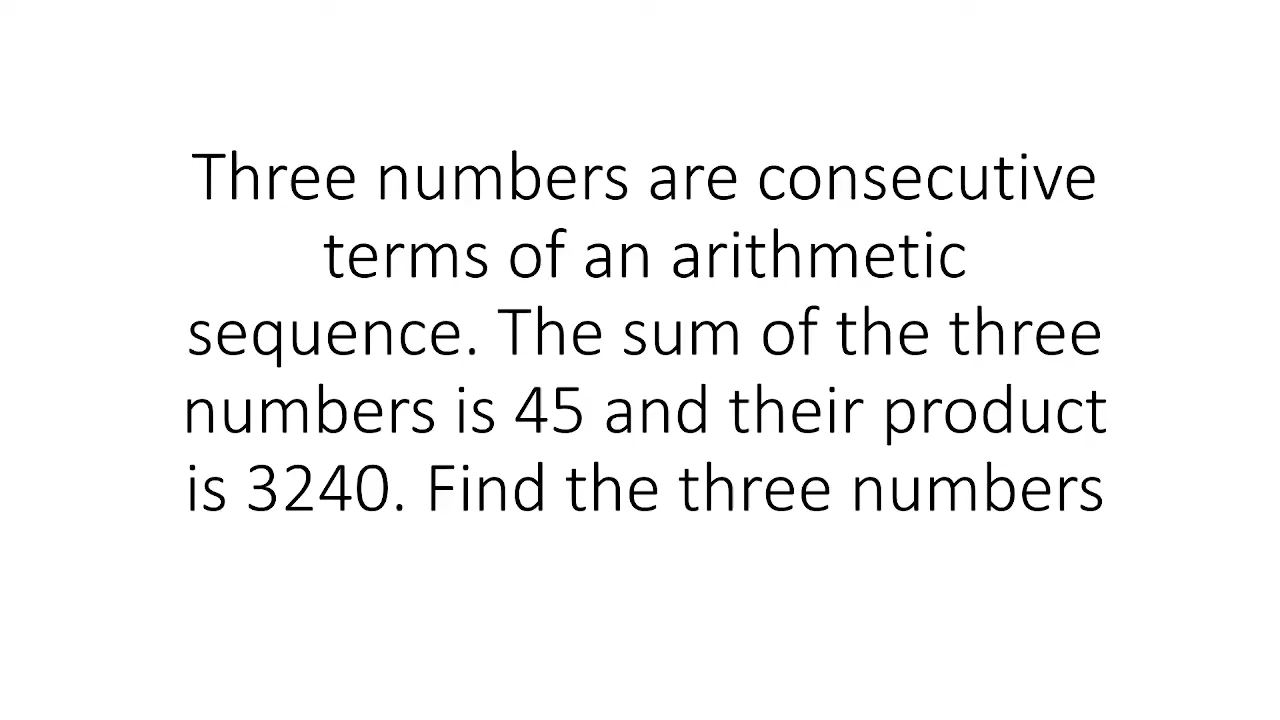 Three numbers are consecutive
terms of an arithmetic
sequence. The sum of the three
numbers is 45 and their product
is 3240. Find the three numbers